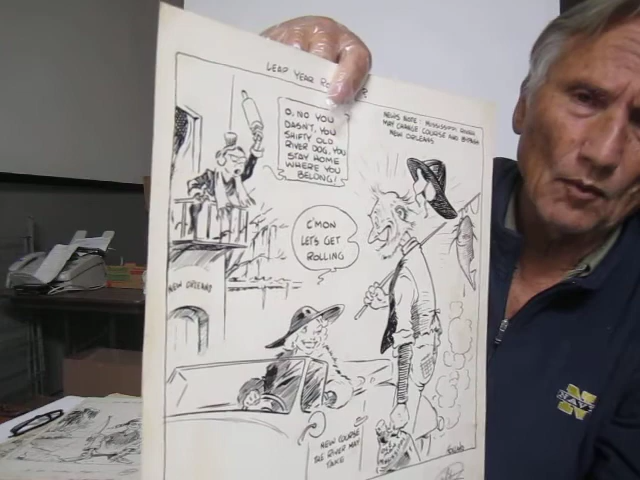 LEAP YEAR
O, NO YOU
DASN'T, YOU
SHIFTY OLD
RIVER DOG, YOU
STAY HOME
WHERE YOU
BELONG!
NEWS NOTE: MISSISSIPPI RIVER
MAY CHANGE COURSE AND BYPASS
NEW ORLEANS
C'MON
LETS GET
ROLLING
NEW ORLEANS
NEW COURSE
THE RIVER MAY
TAKE
N
NAVY